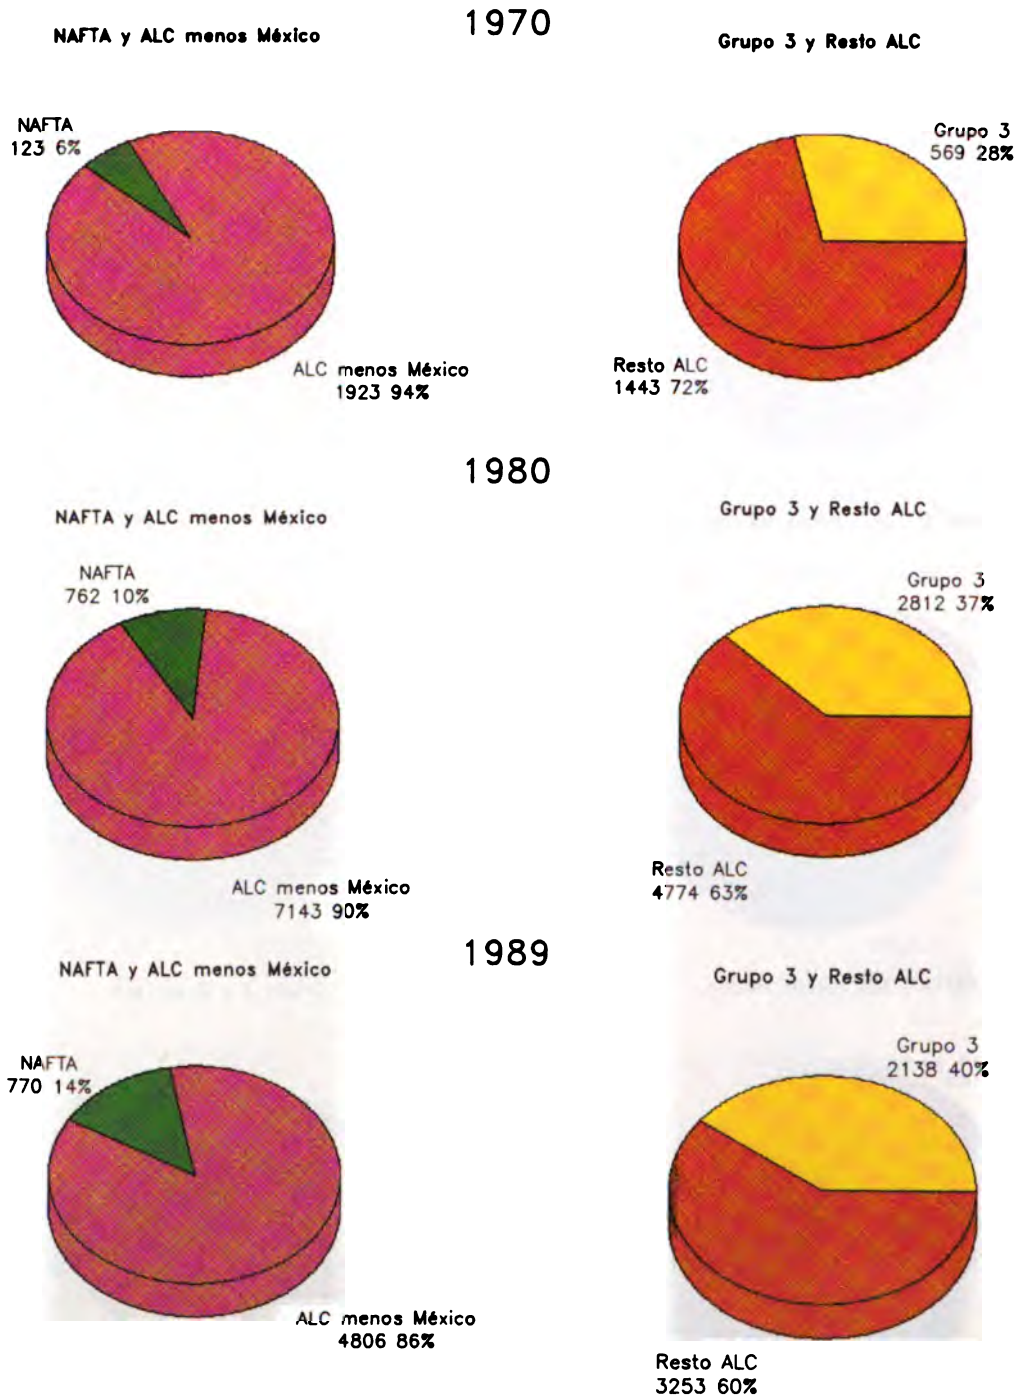 1970
NAFTA y ALC menos México
NAFTA
123 6%
ALC menos México
1923 94%
Grupo 3 y Resto ALC
Grupo 3
569 28%
Resto ALC
1443 72%
1980
NAFTA y ALC menos México
NAFTA
762 10%
ALC menos México
7143 90%
Grupo 3 y Resto ALC
Grupo 3
2812 37%
Resto ALC
4774 63%
1989
NAFTA y ALC menos México
NAFTA
770 14%
ALC menos México
4806 86%
Grupo 3 y Resto ALC
Grupo 3
2138 40%
Resto ALC
3253 60%